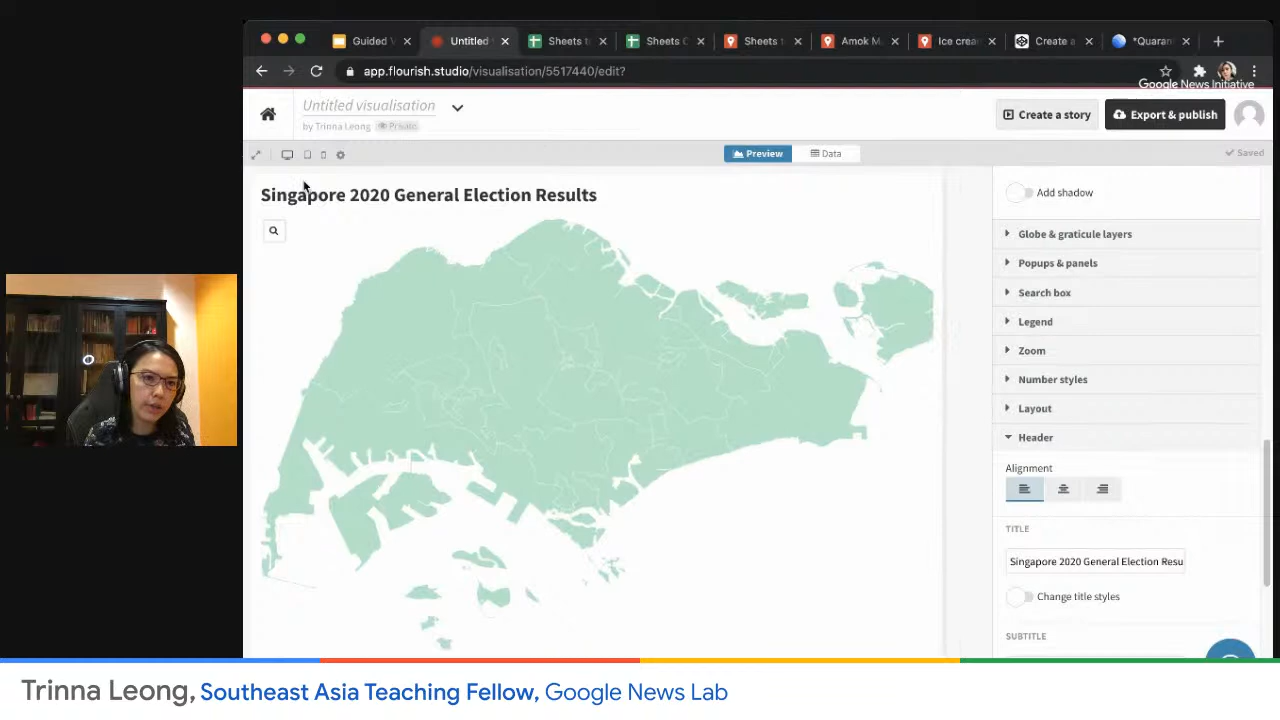 Guided V
Untitled
Sheets t
Sheets C
Sheets t
Amok M
Ice crea
Create a
*Quaran
app.flourish.studio/visualisation/5517440/edit?
Google News Initiative
Untitled visualisation
by Trinna Leong
Private
Create a story
Export & publish
Preview
Data
Saved
Singapore 2020 General Election Results
Add shadow
Globe & graticule layers
Popups & panels
Search box
Legend
Zoom
Number styles
Layout
Header
Alignment
TITLE
Singapore 2020 General Election Resu
Change title styles
SUBTITLE
Trinna Leong, Southeast Asia Teaching Fellow, Google News Lab